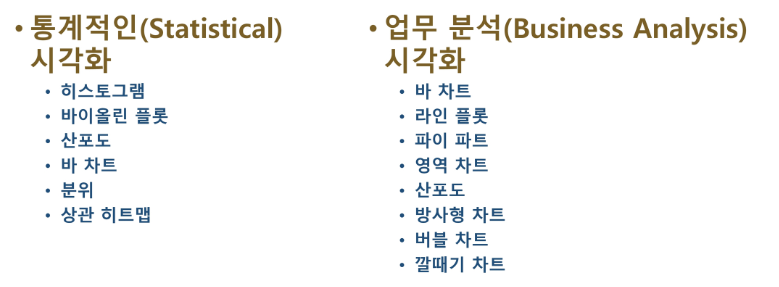 • 통계적인(Statistical)
시각화
• 히스토그램
• 바이올린 플롯
• 산포도
• 바 차트
• 분위
• 상관 히트맵
• 업무 분석(Business Analysis)
시각화
• 바 차트
• 라인 플롯
• 파이 파트
• 영역 차트
• 산포도
• 방사형 차트
• 버블 차트
• 깔때기 차트